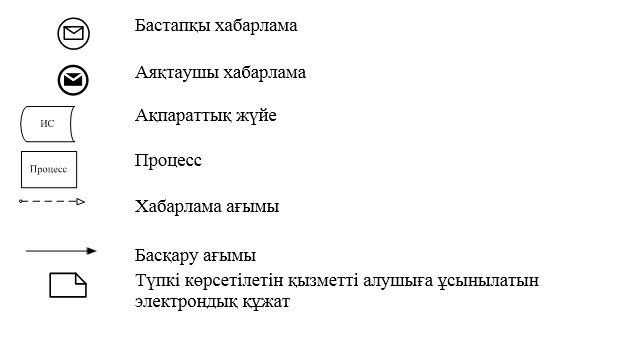 Бастапқы хабарлама
Аяқтаушы хабарлама
ИС
Ақпараттық жүйе
Процесс
Процесс
Хабарлама ағымы
Басқару ағымы
Түпкі көрсетілетін қызметті алушыға ұсынылатын
электрондық құжат